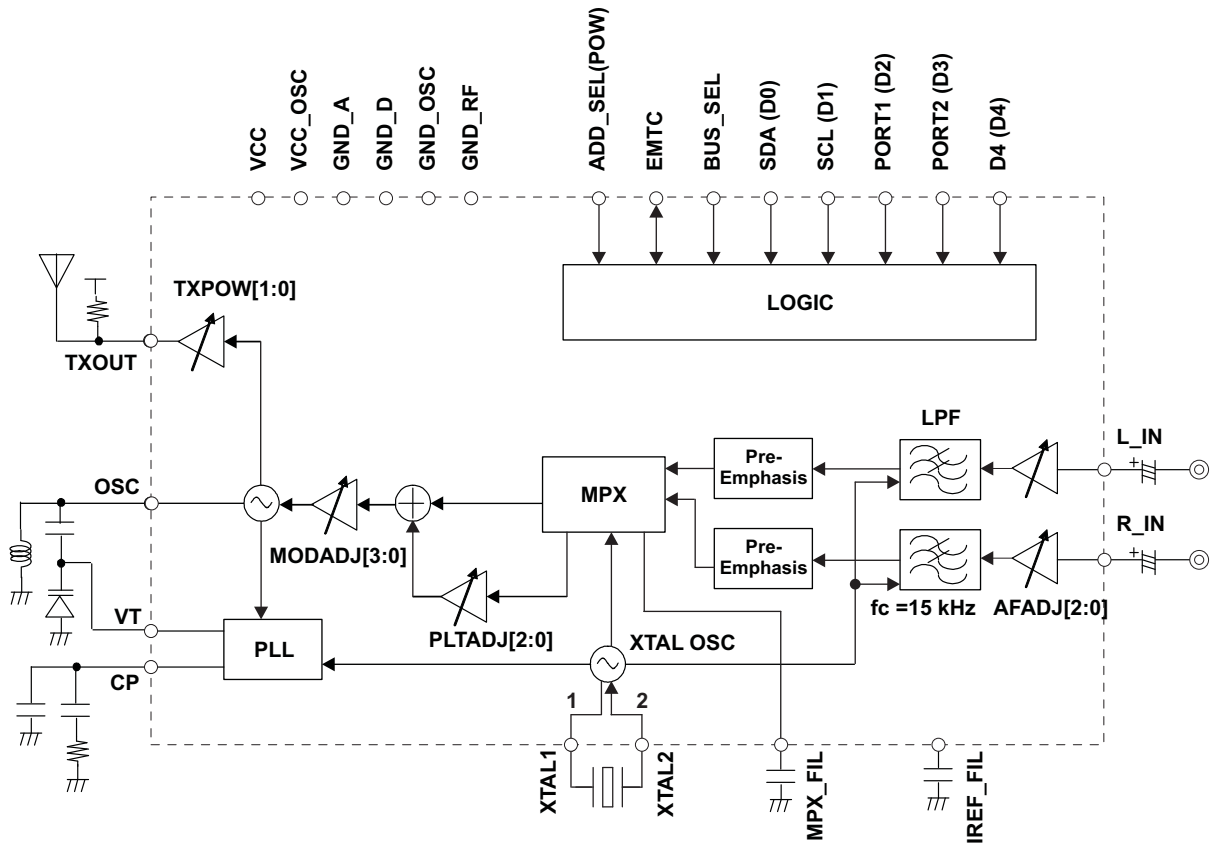 VCC
VCC_OSC
GND_A
GND_D
GND_OSC
GND_RF
ADD_SEL(POW)
EMTC
BUS_SEL
SDA (D0)
SCL (D1)
PORT1 (D2)
PORT2 (D3)
D4 (D4)
LOGIC
TXPOW[1:0]
TXOUT
LPF
L_IN
+
Pre-
Emphasis
MPX
OSC
MODADJ[3:0]
R_IN
+
Pre-
Emphasis
fc =15 kHz
AFADJ[2:0]
VT
PLL
PLTADJ[2:0]
XTAL OSC
CP
1
2
XTAL1
XTAL2
MPX_FIL
IREF_FIL